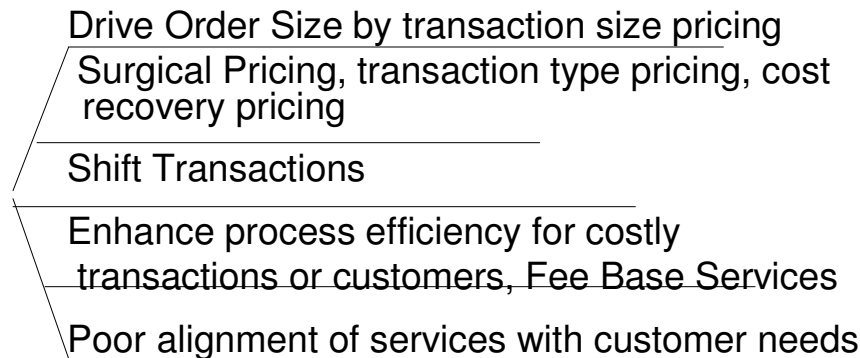 Drive Order Size by transaction size pricing
Surgical Pricing, transaction type pricing, cost
recovery pricing
Shift Transactions
Enhance process efficiency for costly
transactions or customers, Fee Base Services
Poor alignment of services with customer needs